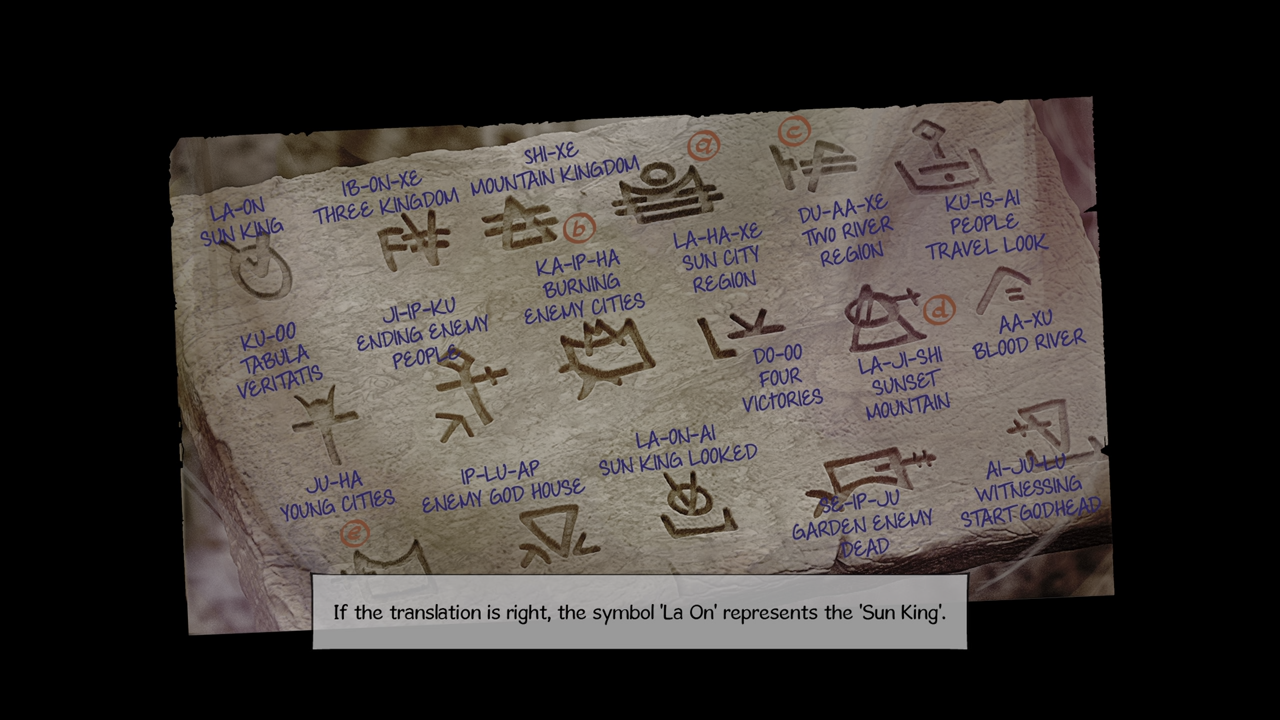 LA-ON
SUN KING
IB-ON-XE
THREE KINGDOM
SHI-XE
MOUNTAIN KINGDOM
d
LA-HA-XE
SUN CITY
REGION
c
DU-AA-XE
TWO RIVER
REGION
KU-IS-AI
PEOPLE
TRAVEL LOOK
KU-OO
TABULA
VERITATIS
JI-IP-KU
ENDING ENEMY
PEOPLE
b
KA-IP-HA
BURNING
ENEMY CITIES
DO-OO
FOUR
VICTORIES
d
LA-JI-SHI
SUNSET
MOUNTAIN
AA-XU
BLOOD RIVER
JU-HA
YOUNG CITIES
IP-LU-AP
ENEMY GOD HOUSE
LA-ON-AI
SUN KING LOOKED
SE-IP-JU
GARDEN ENEMY
DEAD
AI-JU-LU
WITNESSING
START-GODHEAD
If the translation is right, the symbol 'La On' represents the 'Sun King'.